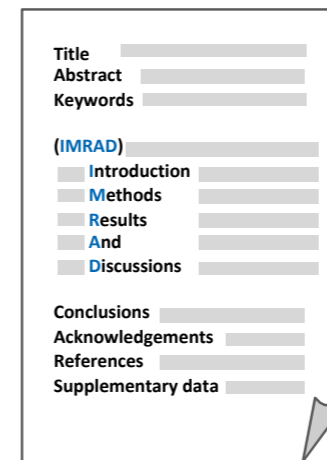 Title
Abstract
Keywords
(IMRAD)
Introduction
Methods
Results
And
Discussions
Conclusions
Acknowledgements
References
Supplementary data